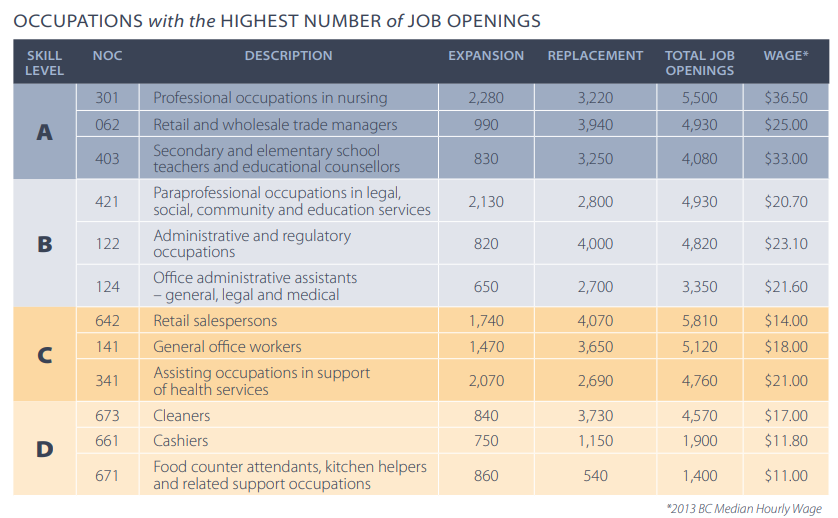 OCCUPATIONS with the HIGHEST NUMBER of JOB OPENINGS
SKILL LEVEL NOC DESCRIPTION EXPANSION REPLACEMENT TOTAL JOB OPENINGS WAGE*
A
301 Professional occupations in nursing 2,280 3,220 5,500 $36.50
062 Retail and wholesale trade managers 990 3,940 4,930 $25.00
403 Secondary and elementary school
teachers and educational counsellors 830 3,250 4,080 $33.00
B
421 Paraprofessional occupations in legal,
social, community and education services 2,130 2,800 4,930 $20.70
122 Administrative and regulatory
occupations 820 4,000 4,820 $23.10
124 Office administrative assistants
– general, legal and medical 650 2,700 3,350 $21.60
C
642 Retail salespersons 1,740 4,070 5,810 $14.00
141 General office workers 1,470 3,650 5,120 $18.00
341 Assisting occupations in support
of health services 2,070 2,690 4,760 $21.00
D
673 Cleaners 840 3,730 4,570 $17.00
661 Cashiers 750 1,150 1,900 $11.80
671 Food counter attendants, kitchen helpers
and related support occupations 860 540 1,400 $11.00
*2013 BC Median Hourly Wage